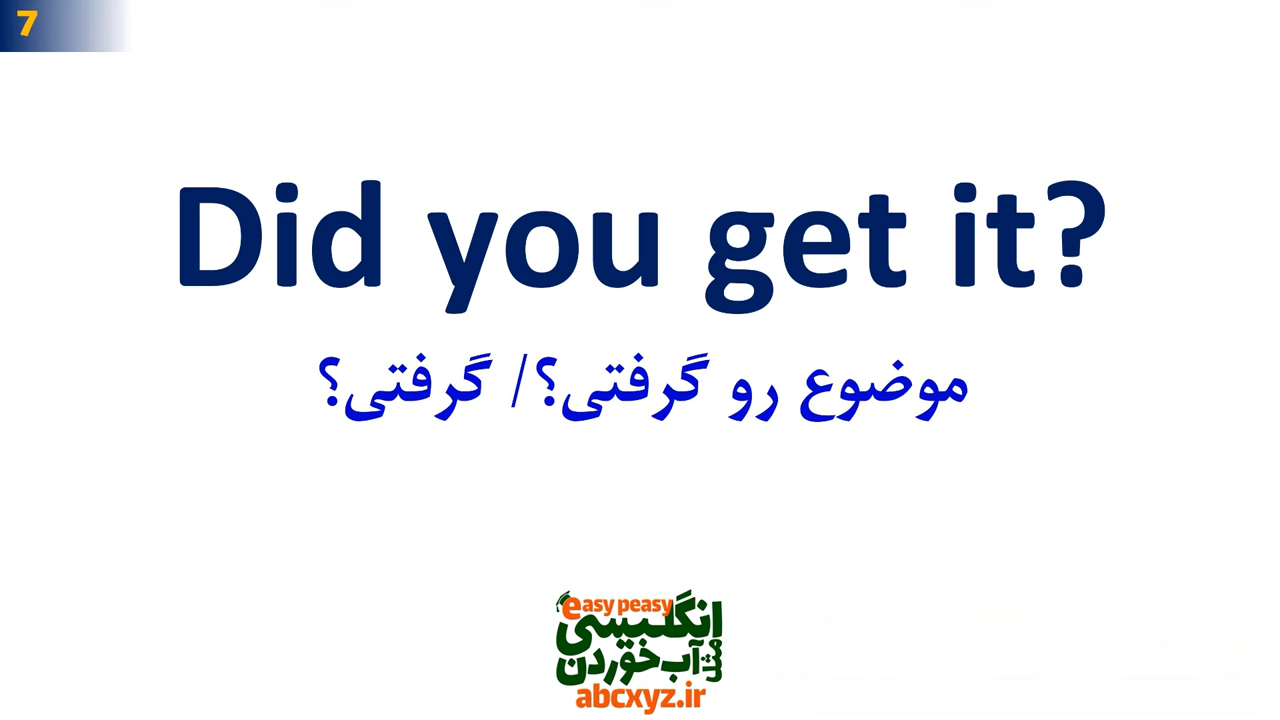 7
Did you get it?
موضوع رو گرفتی؟/ گرفتی؟
easy peasy
انگلیسی
مثل آب خوردن
abcxyz.ir